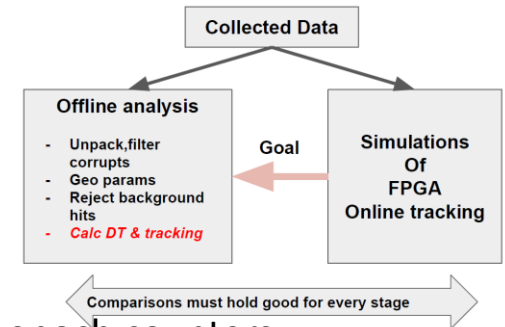 Collected Data
Offline analysis
- Unpack,filter
corrupts
- Geo params
- Reject background
hits
- Calc DT & tracking
Goal
Simulations
Of
FPGA
Online tracking
Comparisons must hold good for every stage